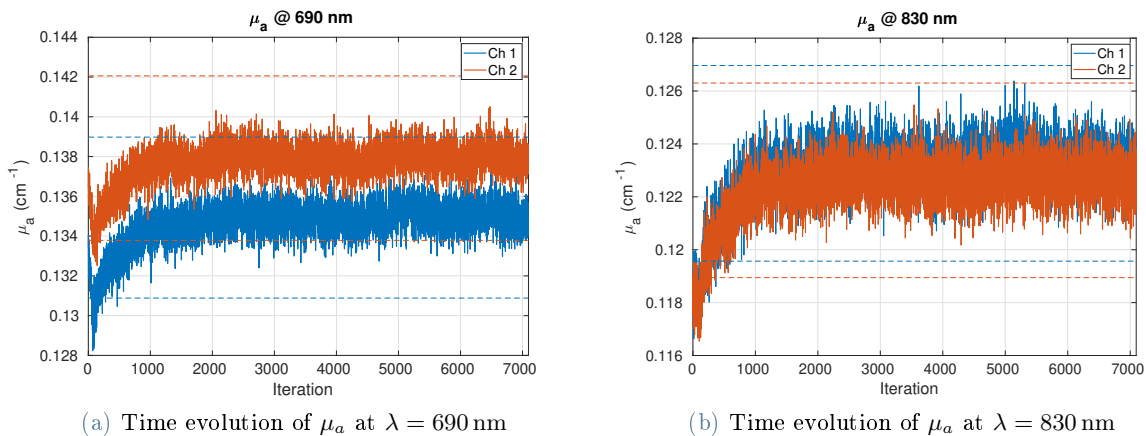 μa @ 690 nm
0.144
0.142
0.14
0.138
0.136
0.134
0.132
0.13
0.128
μa (cm-1)
0 1000 2000 3000 4000 5000 6000 7000
Iteration
Ch 1
Ch 2
(a) Time evolution of μa at λ = 690 nm
μa @ 830 nm
0.128
0.126
0.124
0.122
0.12
0.118
0.116
μa (cm-1)
0 1000 2000 3000 4000 5000 6000 7000
Iteration
Ch 1
Ch 2
(b) Time evolution of μa at λ = 830 nm